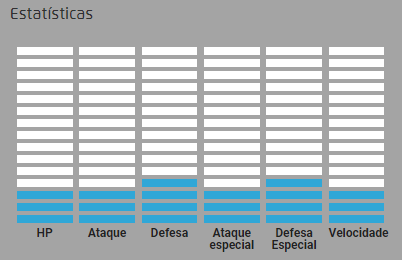 Estatísticas
HP
Ataque
Defesa
Ataque
especial
Defesa
Especial
Velocidade